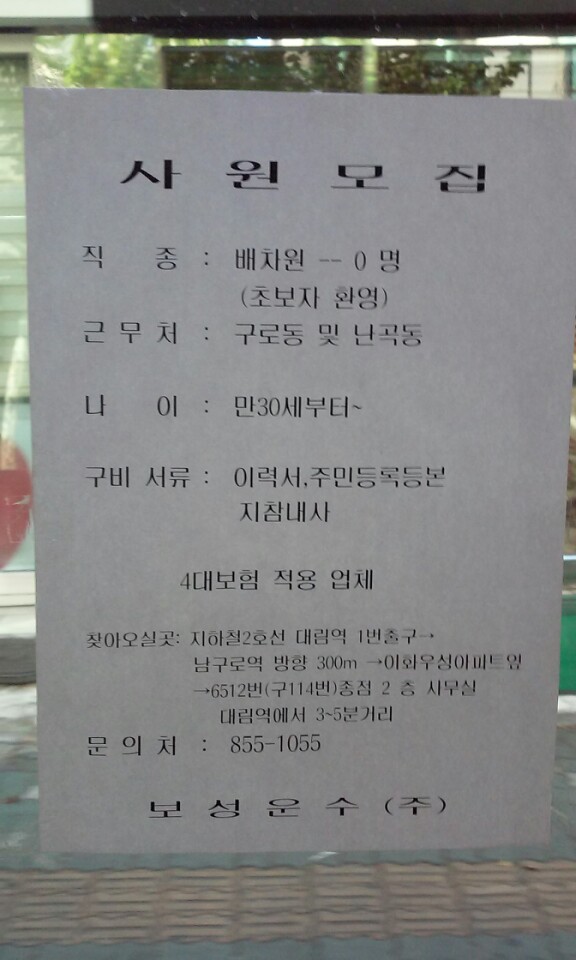 사 원 모 집
직 종 : 배차원 -- 0 명
(초보자 환영)
근 무 처 : 구로동 및 난곡동
나 이 : 만30세부터~
구비 서류 : 이력서,주민등록등본
지참내사
4대보험 적용 업체
찾아오실곳: 지하철2호선 대림역 1번출구→
남구로역 방향 300m →이화우성아파트앞
→6512번(구114번)종점 2 층 사무실
대림역에서 3~5분거리
문 의 처 : 855-1055
보 성 운 수 (주)